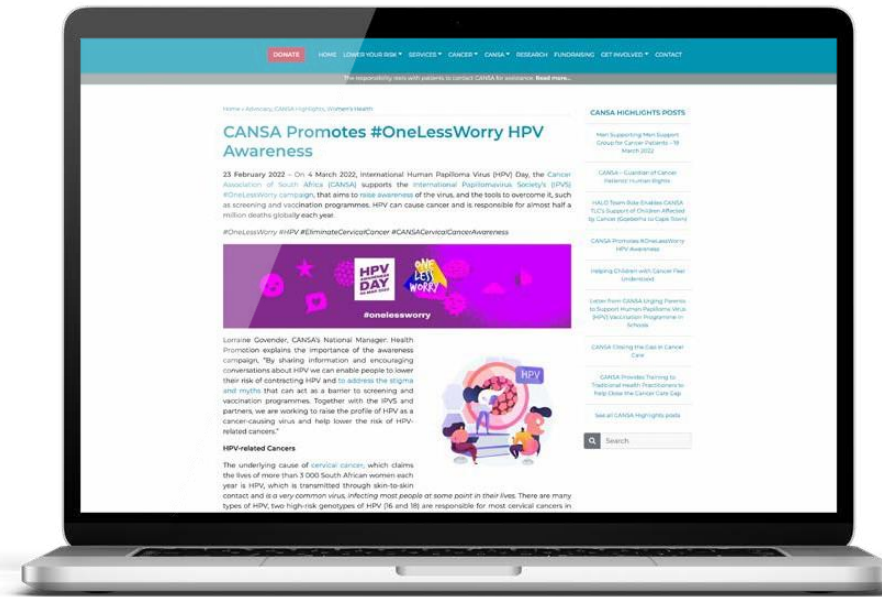 DONATE HOME LOWER YOUR RISK SERVICES CANCER CANSA RESEARCH FUNDRAISING GET INVOLVED CONTACT
The responsibility rests with patients to contact CANSA for assistance. Read more...
Home » Advocacy, CANSA Highlights, Women's Health
CANSA Promotes #OneLessWorry HPV
Awareness
23 February 2022 – On 4 March 2022, International Human Papilloma Virus (HPV) Day, the Cancer
Association of South Africa (CANSA) supports the International Papillomavirus Society's (IPVS)
#OneLessWorry campaign, that aims to raise awareness of the virus, and the tools to overcome it, such
as screening and vaccination programmes. HPV can cause cancer and is responsible for almost half a
million deaths globally each year.
#OneLessWorry #HPV #EliminateCervicalCancer #CANSACervicalCancerAwareness
HPV
AWARENESS
DAY
ONE
LESS
WORRY
#onelessworry
Lorraine Govender, CANSA's National Manager: Health
Promotion explains the importance of the awareness
campaign, "By sharing information and encouraging
conversations about HPV we can enable people to lower
their risk of contracting HPV and to address the stigma
and myths that can act as a barrier to screening and
vaccination programmes. Together with the IPVS and
partners, we are working to raise the profile of HPV as a
cancer-causing virus and help lower the risk of HPV-
related cancers."
HPV
HPV-related Cancers
The underlying cause of cervical cancer, which claims
the lives of more than 3 000 South African women each
year is HPV, which is transmitted through skin-to-skin
contact and is a very common virus, infecting most people at some point in their lives. There are many
types of HPV, two high-risk genotypes of HPV (16 and 18) are responsible for most cervical cancers in
CANSA HIGHLIGHTS POSTS
Men Supporting Men Support
Group for Cancer Patients – 19
March 2022
CANSA – Guardian of Cancer
Patients' Human Rights
HALO Team Ride Enables CANSA
TLC's Support of Children Affected
by Cancer (Gqeberha to Cape Town)
CANSA Promotes #OneLessWorry
HPV Awareness
Helping Children with Cancer Feel
Understood
Letter from CANSA Urging Parents
to Support Human Papilloma Virus
(HPV) Vaccination Programme in
Schools
CANSA Closing the Gap in Cancer
Care
CANSA Provides Training to
Traditional Health Practitioners to
help Close the Cancer Care Gap
See all CANSA Highlights posts
Search